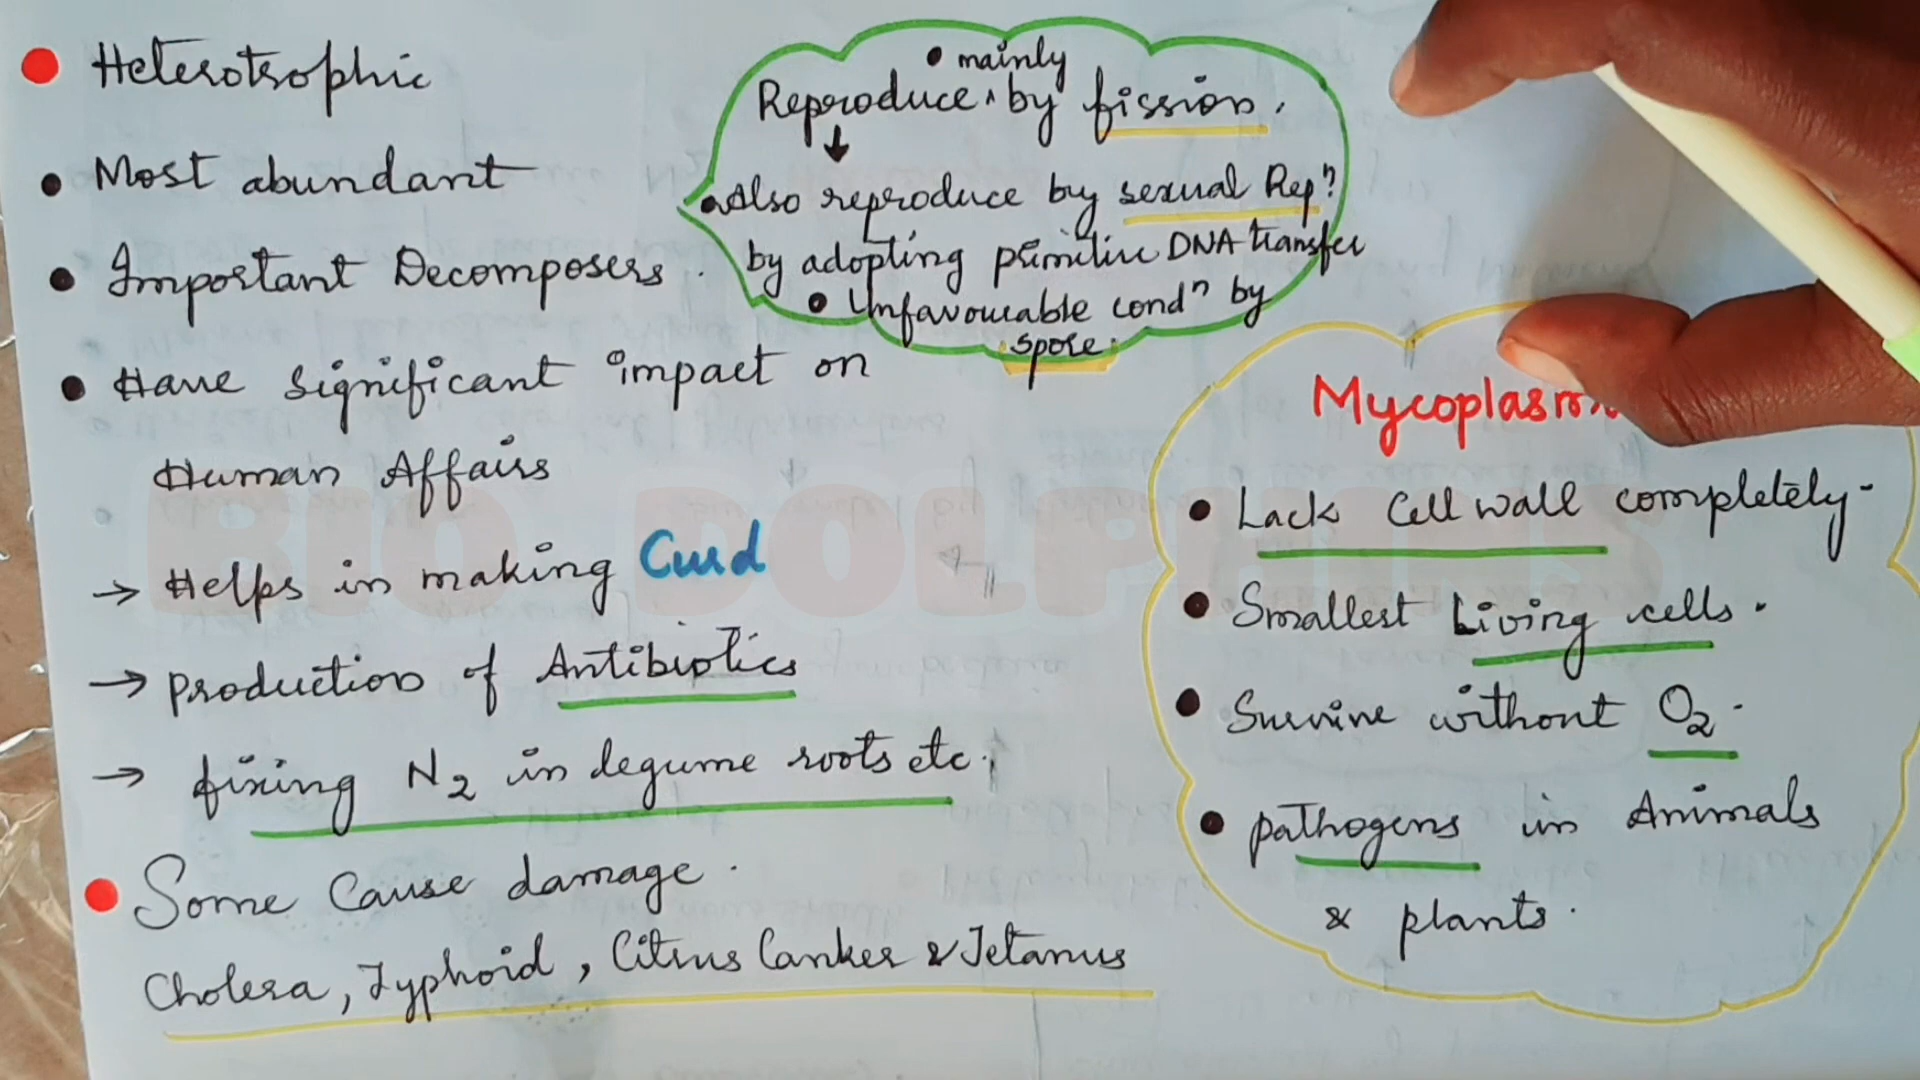 Heterotrophic
Most abundant
Important Decomposers.
Have significant impact on
Human Affairs
→ Helps in making Curd
→ production of Antibiotics
→ fixing N2 in legume roots etc.
Some Cause damage.
Cholera, Typhoid, Citrus Canker & Tetanus
mainly
Reproduce ^ by fission.
↓
Also reproduce by sexual Repⁿ
by adopting primitive DNA transfer
Unfavourable condⁿ by
spore.
Lack Cell wall completely.
Smallest Living cells.
Survive without O2.
pathogens in Animals
& plants.
BIO DOLPHINS